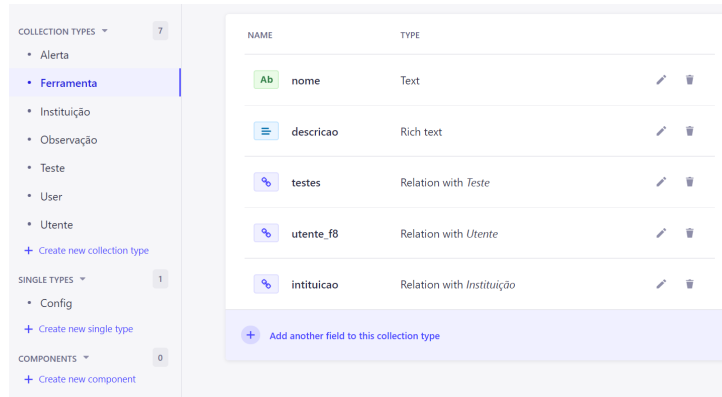 COLLECTION TYPES 7
Alerta
Ferramenta
Instituição
Observação
Teste
User
Utente
+ Create new collection type
SINGLE TYPES 1
Config
+ Create new single type
COMPONENTS 0
+ Create new component
NAME TYPE
Ab nome Text
descricao Rich text
testes Relation with Teste
utente_f8 Relation with Utente
intituicao Relation with Instituição
+ Add another field to this collection type